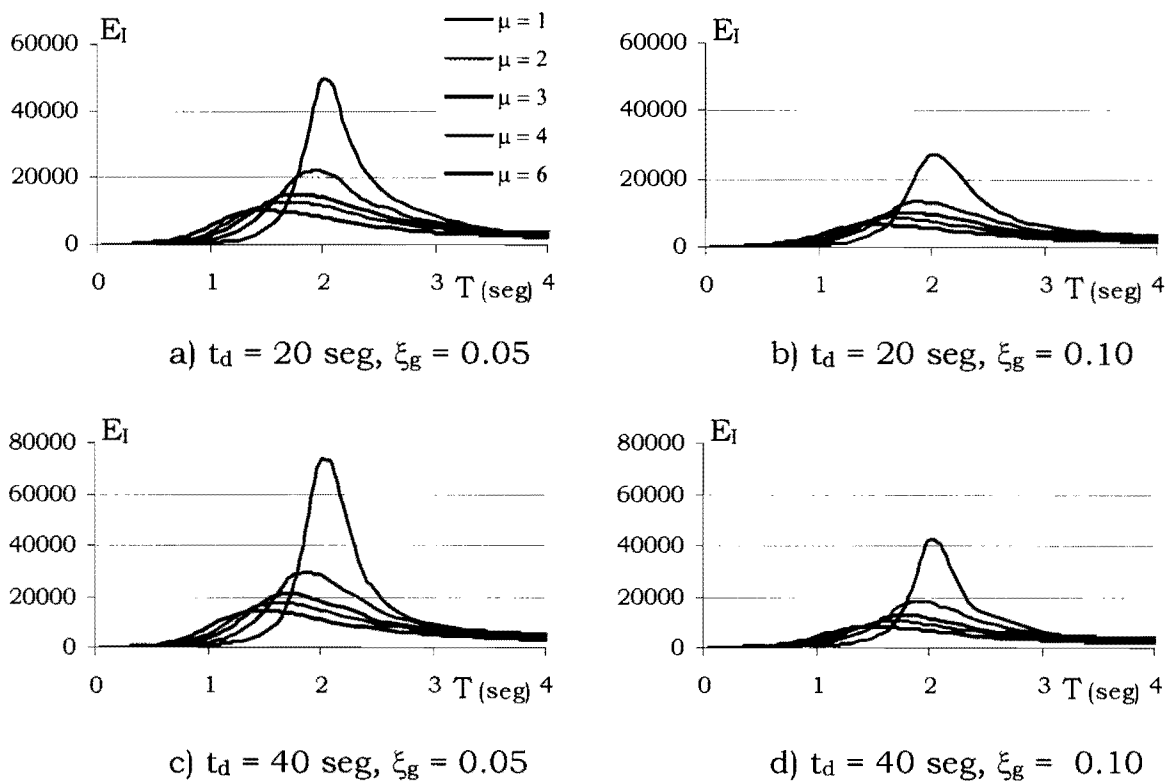 E_I
60000
40000
20000
0
0 1 2 3 T (seg) 4
μ = 1
μ = 2
μ = 3
μ = 4
μ = 6
a) t_d = 20 seg, ξ_g = 0.05
E_I
60000
40000
20000
0
0 1 2 3 T (seg) 4
b) t_d = 20 seg, ξ_g = 0.10
E_I
80000
60000
40000
20000
0
0 1 2 3 T (seg) 4
c) t_d = 40 seg, ξ_g = 0.05
E_I
80000
60000
40000
20000
0
0 1 2 3 T (seg) 4
d) t_d = 40 seg, ξ_g = 0.10